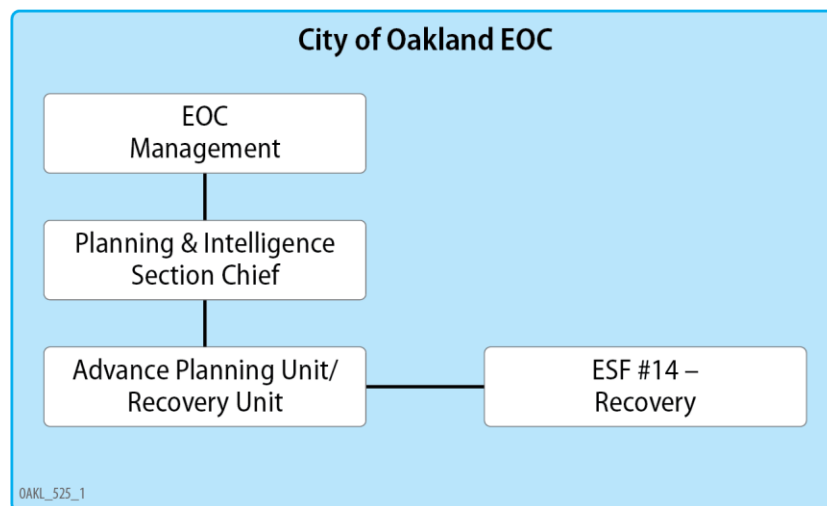 City of Oakland EOC
EOC
Management
Planning & Intelligence
Section Chief
Advance Planning Unit/
Recovery Unit
ESF #14 –
Recovery
OAKL_525_1